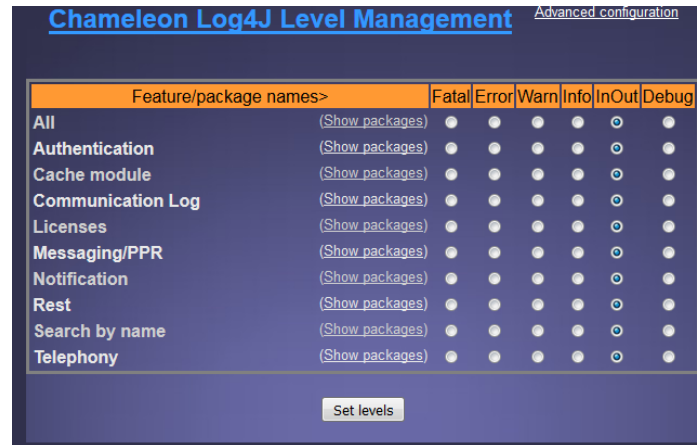 Chameleon Log4J Level Management Advanced configuration
Feature/package names> Fatal Error Warn Info InOut Debug
All (Show packages)
Authentication (Show packages)
Cache module (Show packages)
Communication Log (Show packages)
Licenses (Show packages)
Messaging/PPR (Show packages)
Notification (Show packages)
Rest (Show packages)
Search by name (Show packages)
Telephony (Show packages)
Set levels